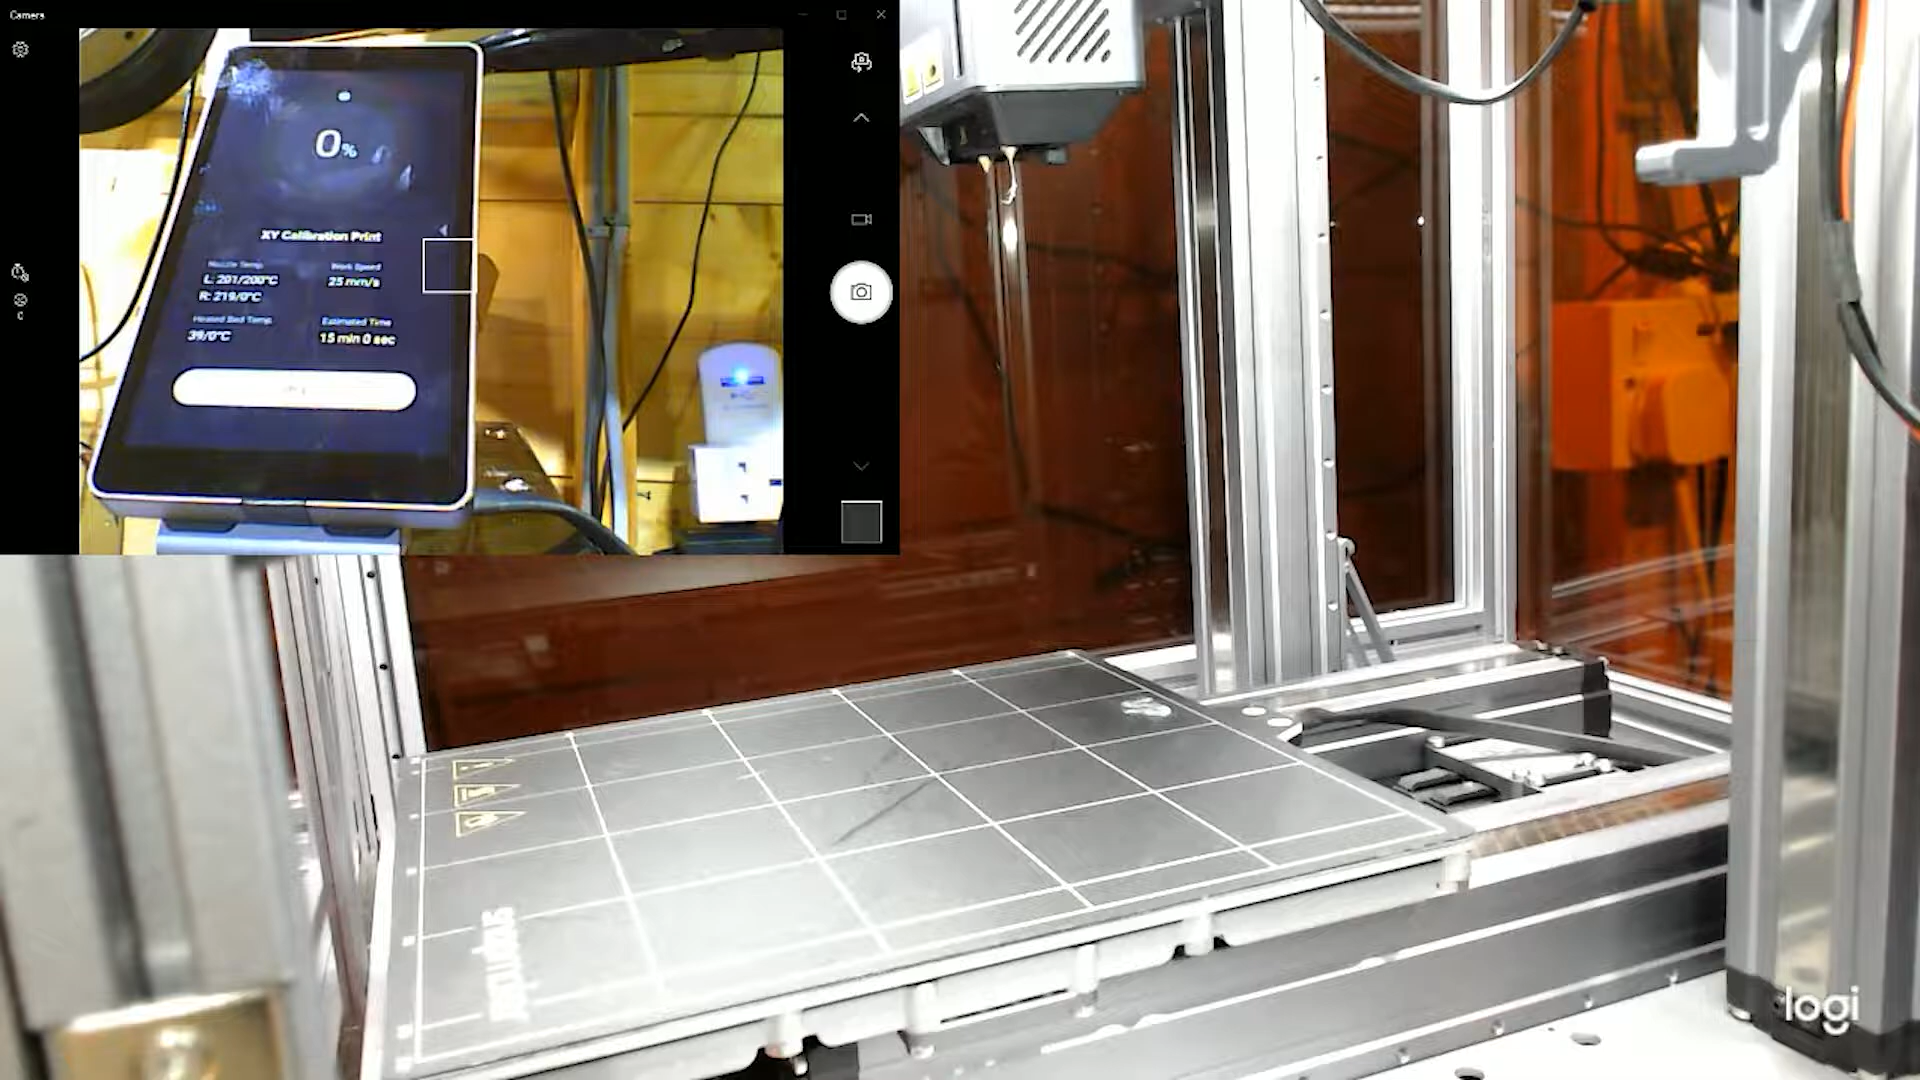 Camera
0%
XY Calibration Print
Nozzle Temp.
Work Speed
L: 201/200°C
25 mm/s
R: 219/0°C
Heated Bed Temp.
Estimated Time
39/0°C
15 min 0 sec
logi